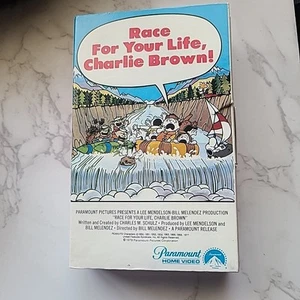 Race
For Your Life,
Charlie Brown!
PARAMOUNT PICTURES PRESENTS A LEE MENDELSON-BILL MELENDEZ PRODUCTION
"RACE FOR YOUR LIFE, CHARLIE BROWN"
Written and Created by CHARLES M. SCHULZ • Produced by LEE MENDELSON and
BILL MELENDEZ • Directed by BILL MELENDEZ • A PARAMOUNT RELEASE
Paramount
HOME VIDEO